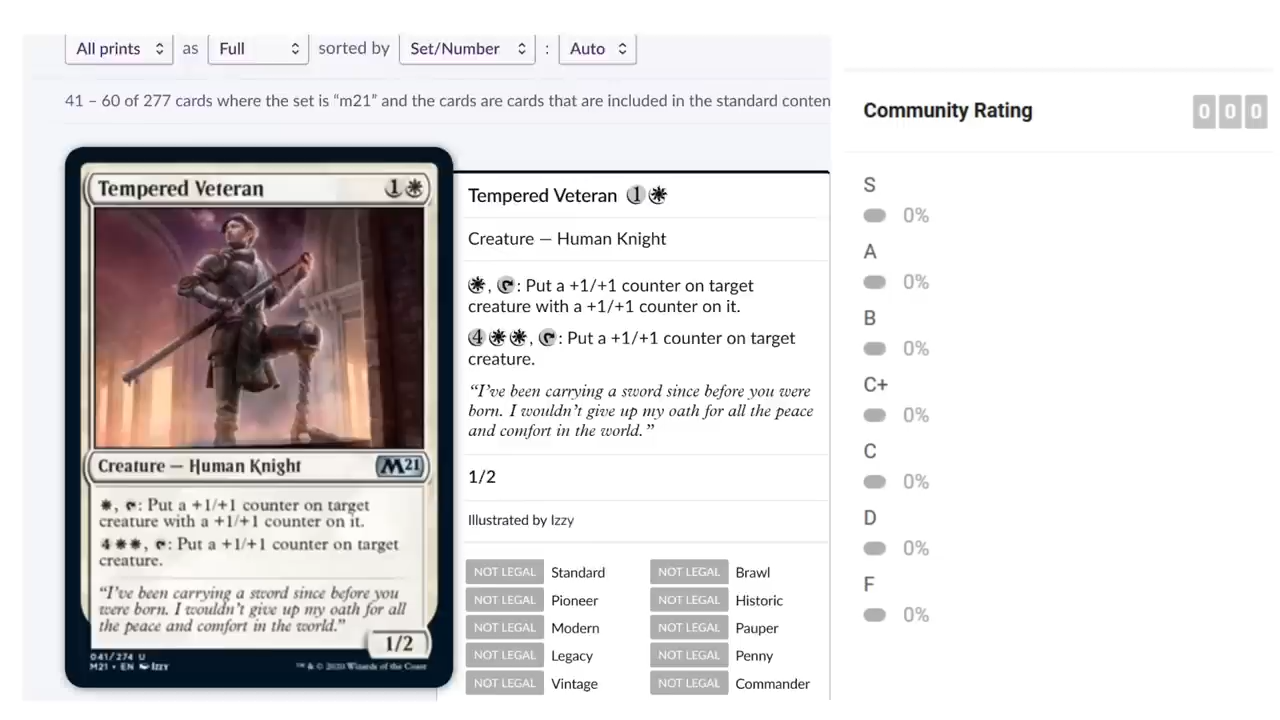 All prints as Full sorted by Set/Number : Auto
41 – 60 of 277 cards where the set is “m21” and the cards are cards that are included in the standard conten
Tempered Veteran 1
Creature — Human Knight
M21
, : Put a +1/+1 counter on target
creature with a +1/+1 counter on it.
4 , : Put a +1/+1 counter on target
creature.
“I’ve been carrying a sword since before you
were born. I wouldn’t give up my oath for all
the peace and comfort in the world.”
1/2
041/274 U
M21 • EN Izzy
™ & © 2020 Wizards of the Coast
Tempered Veteran 1
Creature — Human Knight
, : Put a +1/+1 counter on target
creature with a +1/+1 counter on it.
4 , : Put a +1/+1 counter on target
creature.
“I’ve been carrying a sword since before you were
born. I wouldn’t give up my oath for all the peace
and comfort in the world.”
1/2
Illustrated by Izzy
NOT LEGAL Standard NOT LEGAL Brawl
NOT LEGAL Pioneer NOT LEGAL Historic
NOT LEGAL Modern NOT LEGAL Pauper
NOT LEGAL Legacy NOT LEGAL Penny
NOT LEGAL Vintage NOT LEGAL Commander
Community Rating 0 0 0
S
0%
A
0%
B
0%
C+
0%
C
0%
D
0%
F
0%